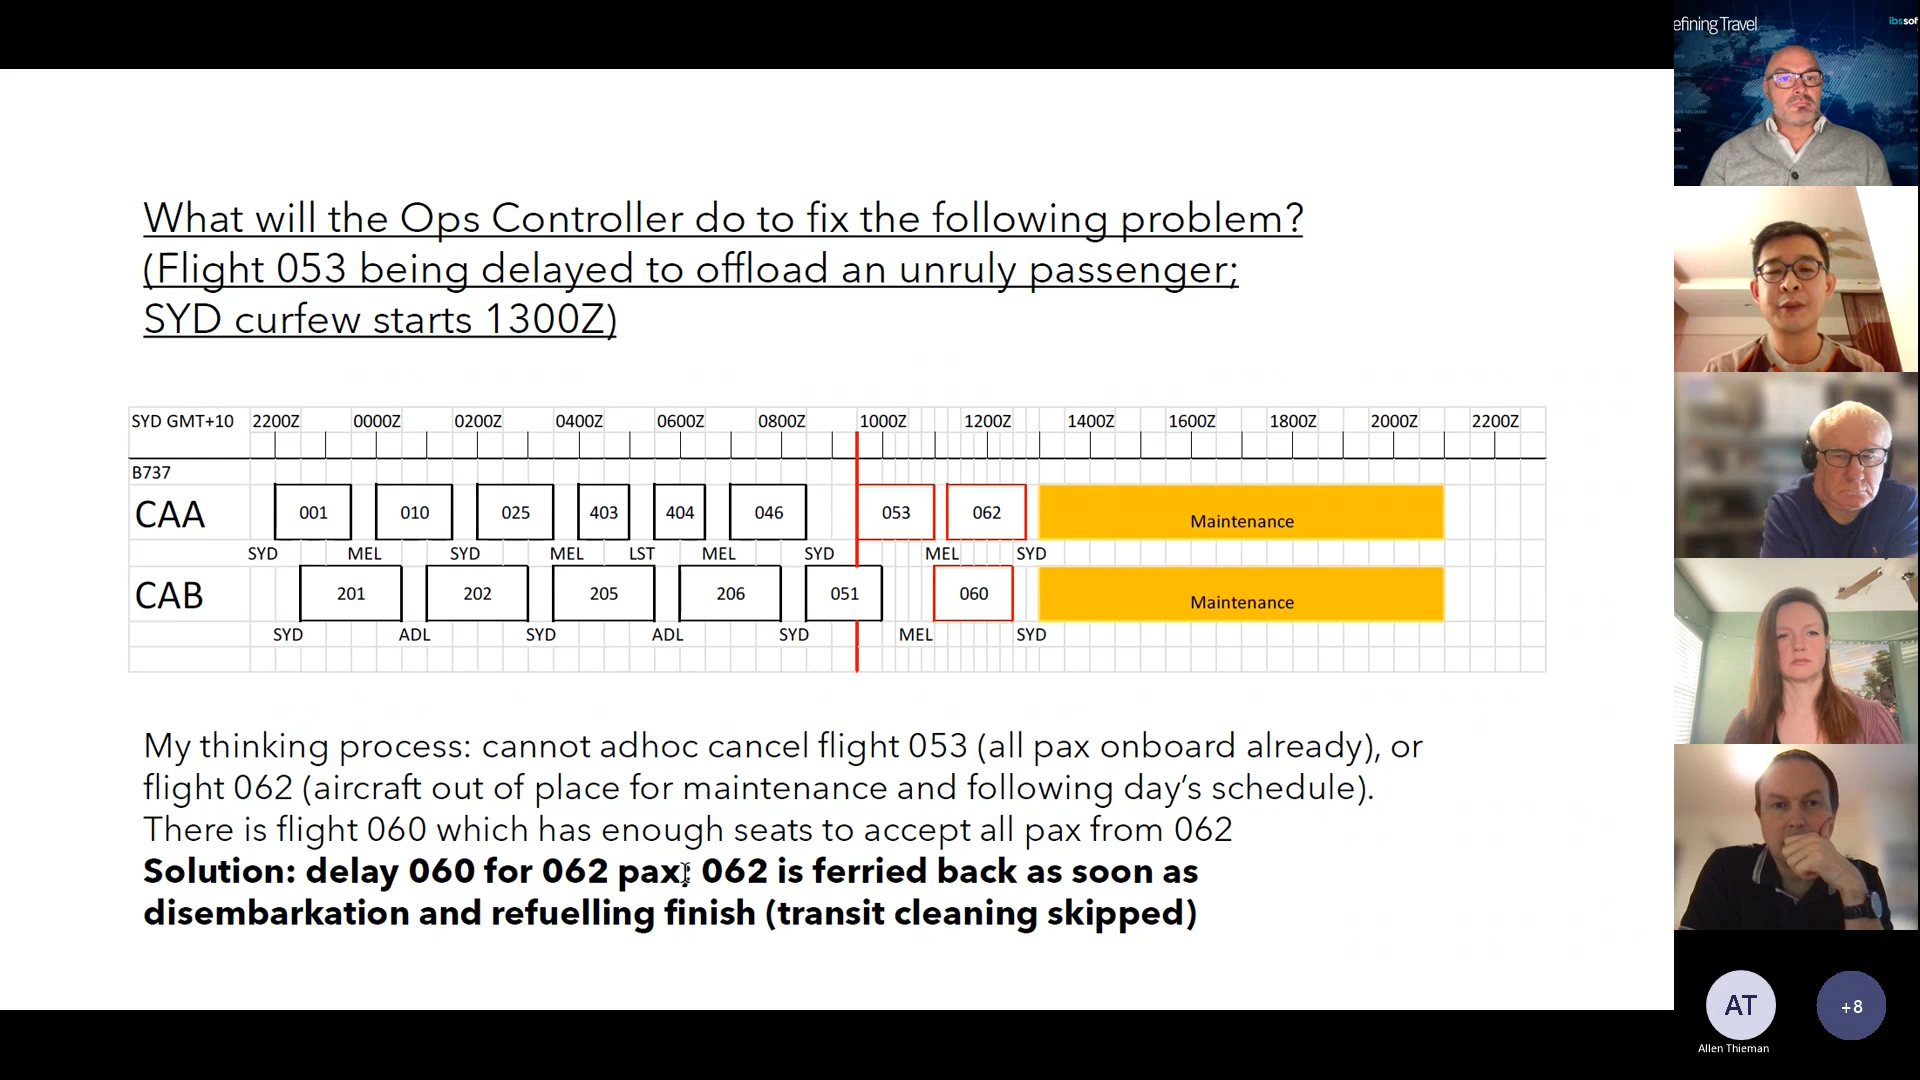 efining Travel
ibssof
What will the Ops Controller do to fix the following problem?
(Flight 053 being delayed to offload an unruly passenger;
SYD curfew starts 1300Z)
SYD GMT+10 2200Z 0000Z 0200Z 0400Z 0600Z 0800Z 1000Z 1200Z 1400Z 1600Z 1800Z 2000Z 2200Z
B737
CAA 001 010 025 403 404 046 053 062 Maintenance
SYD MEL SYD MEL LST MEL SYD MEL SYD
CAB 201 202 205 206 051 060 Maintenance
SYD ADL SYD ADL SYD MEL SYD
My thinking process: cannot adhoc cancel flight 053 (all pax onboard already), or
flight 062 (aircraft out of place for maintenance and following day’s schedule).
There is flight 060 which has enough seats to accept all pax from 062
Solution: delay 060 for 062 pax; 062 is ferried back as soon as
disembarkation and refuelling finish (transit cleaning skipped)
AT
+8
Allen Thieman